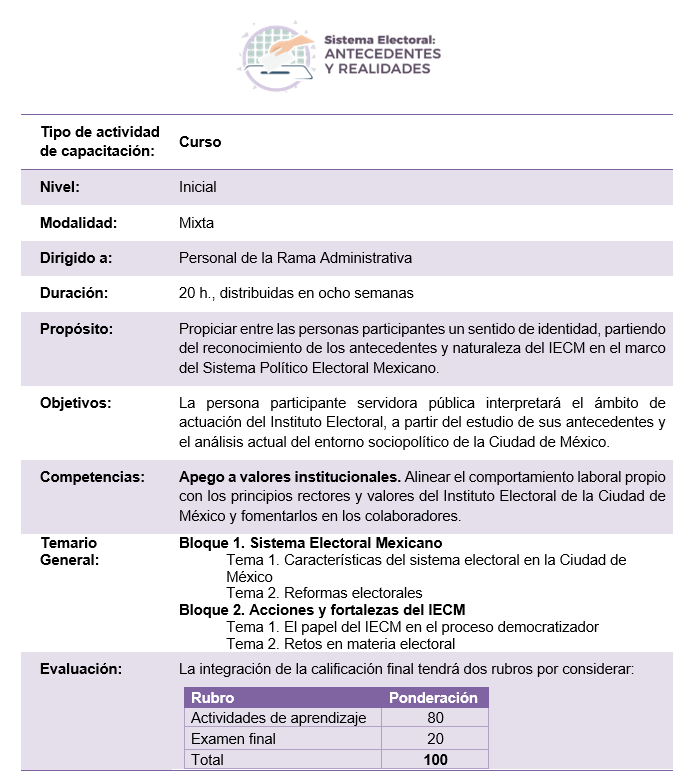 Sistema Electoral:
ANTECEDENTES
Y REALIDADES
Tipo de actividad
de capacitación:
Curso
Nivel:
Inicial
Modalidad:
Mixta
Dirigido a:
Personal de la Rama Administrativa
Duración:
20 h., distribuidas en ocho semanas
Propósito:
Propiciar entre las personas participantes un sentido de identidad, partiendo
del reconocimiento de los antecedentes y naturaleza del IECM en el marco
del Sistema Político Electoral Mexicano.
Objetivos:
La persona participante servidora pública interpretará el ámbito de
actuación del Instituto Electoral, a partir del estudio de sus antecedentes y
el análisis actual del entorno sociopolítico de la Ciudad de México.
Competencias:
Apego a valores institucionales. Alinear el comportamiento laboral propio
con los principios rectores y valores del Instituto Electoral de la Ciudad de
México y fomentarlos en los colaboradores.
Temario
General:
Bloque 1. Sistema Electoral Mexicano
Tema 1. Características del sistema electoral en la Ciudad de
México
Tema 2. Reformas electorales
Bloque 2. Acciones y fortalezas del IECM
Tema 1. El papel del IECM en el proceso democratizador
Tema 2. Retos en materia electoral
Evaluación:
La integración de la calificación final tendrá dos rubros por considerar:
Rubro Ponderación
Actividades de aprendizaje 80
Examen final 20
Total 100